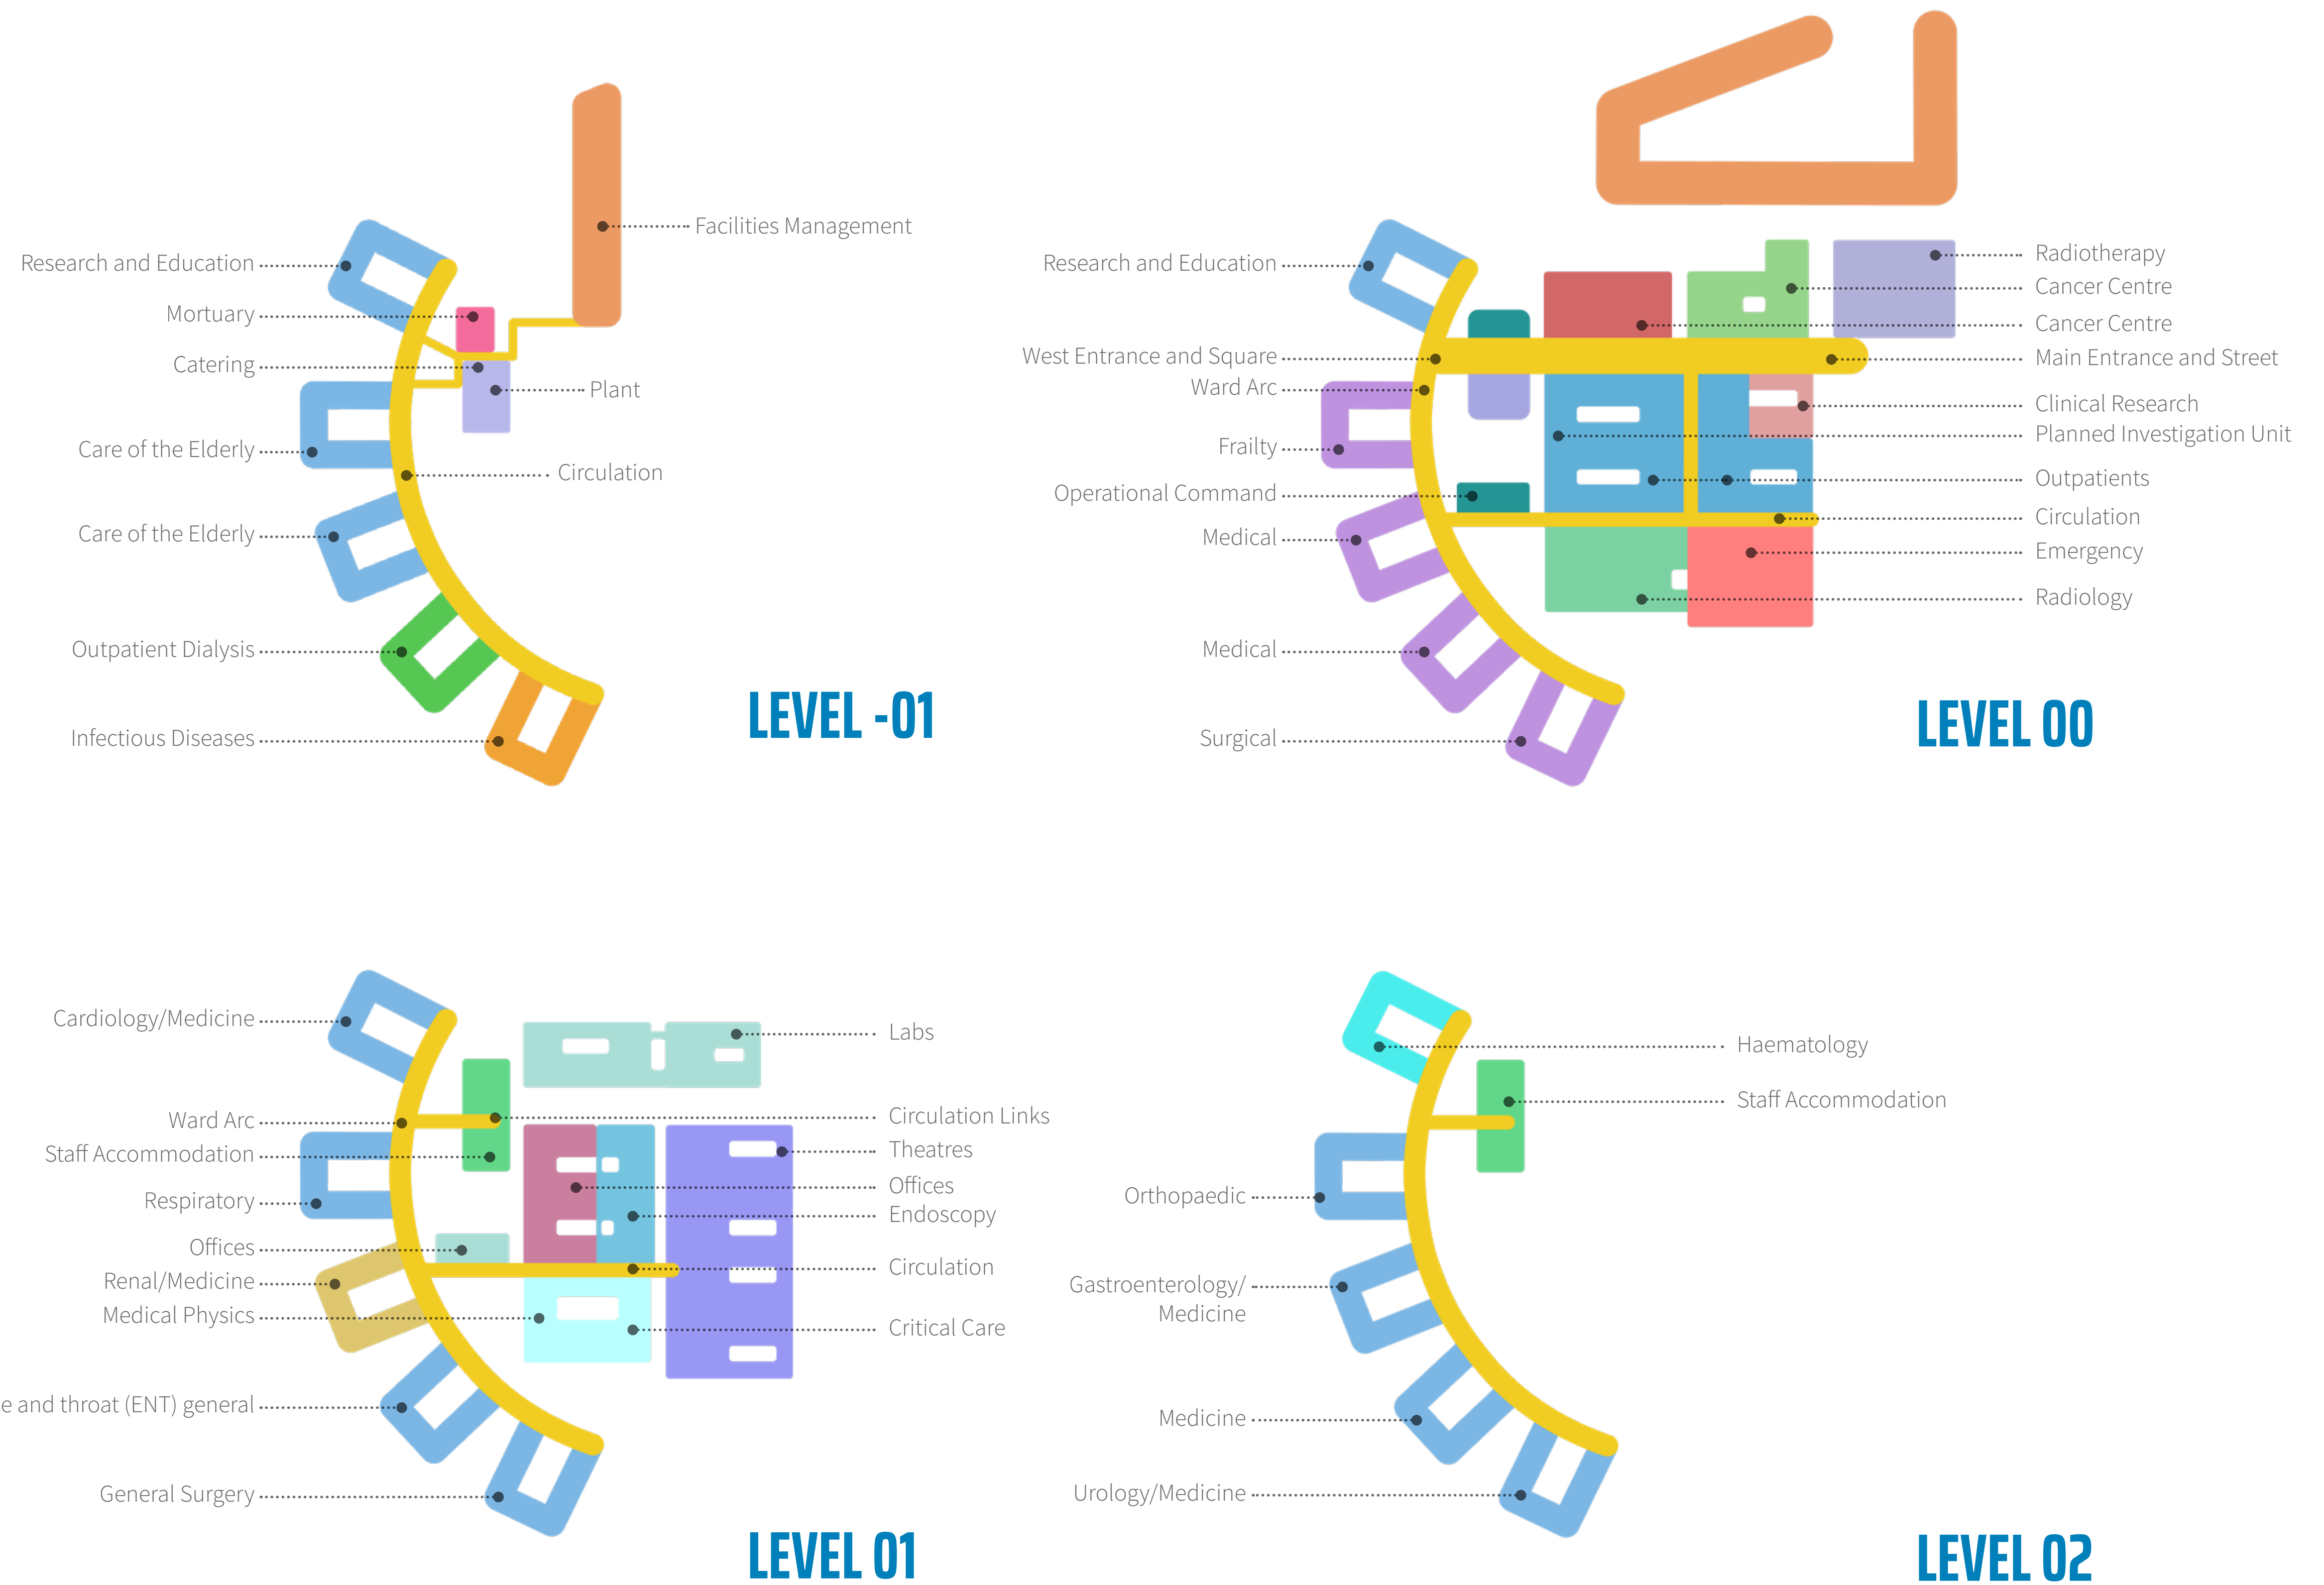 Facilities Management
Research and Education
Mortuary
Catering
Plant
Care of the Elderly
Circulation
Care of the Elderly
Outpatient Dialysis
Infectious Diseases
LEVEL -01
Research and Education
West Entrance and Square
Ward Arc
Frailty
Operational Command
Medical
Medical
Surgical
Radiotherapy
Cancer Centre
Cancer Centre
Main Entrance and Street
Clinical Research
Planned Investigation Unit
Outpatients
Circulation
Emergency
Radiology
LEVEL 00
Cardiology/Medicine
Ward Arc
Staff Accommodation
Respiratory
Offices
Renal/Medicine
Medical Physics
e and throat (ENT) general
General Surgery
Labs
Circulation Links
Theatres
Offices
Endoscopy
Circulation
Critical Care
LEVEL 01
Haematology
Staff Accommodation
Orthopaedic
Gastroenterology/
Medicine
Medicine
Urology/Medicine
LEVEL 02